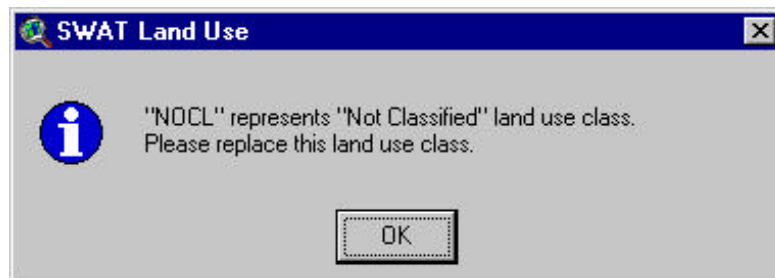 SWAT Land Use
"NOCL" represents "Not Classified" land use class.
Please replace this land use class.
OK